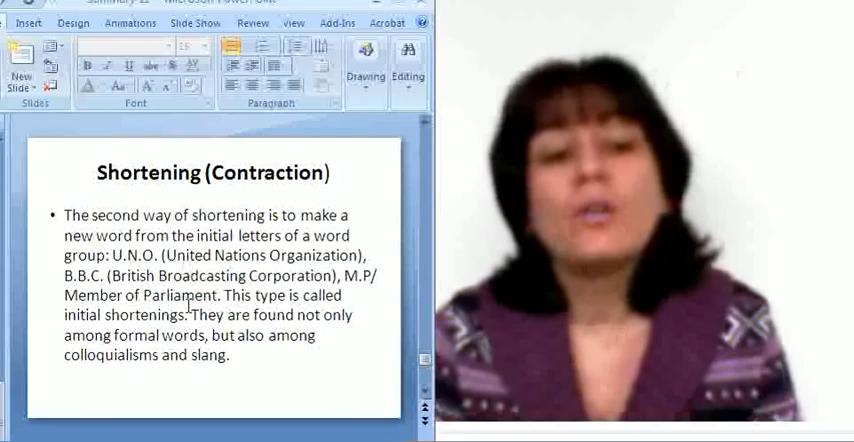 Insert Design Animations Slide Show Review View Add-Ins Acrobat
New
Slide
Drawing
Editing
Slides
Font
Paragraph
Shortening (Contraction)
• The second way of shortening is to make a
new word from the initial letters of a word
group: U.N.O. (United Nations Organization),
B.B.C. (British Broadcasting Corporation), M.P/
Member of Parliament. This type is called
initial shortenings. They are found not only
among formal words, but also among
colloquialisms and slang.